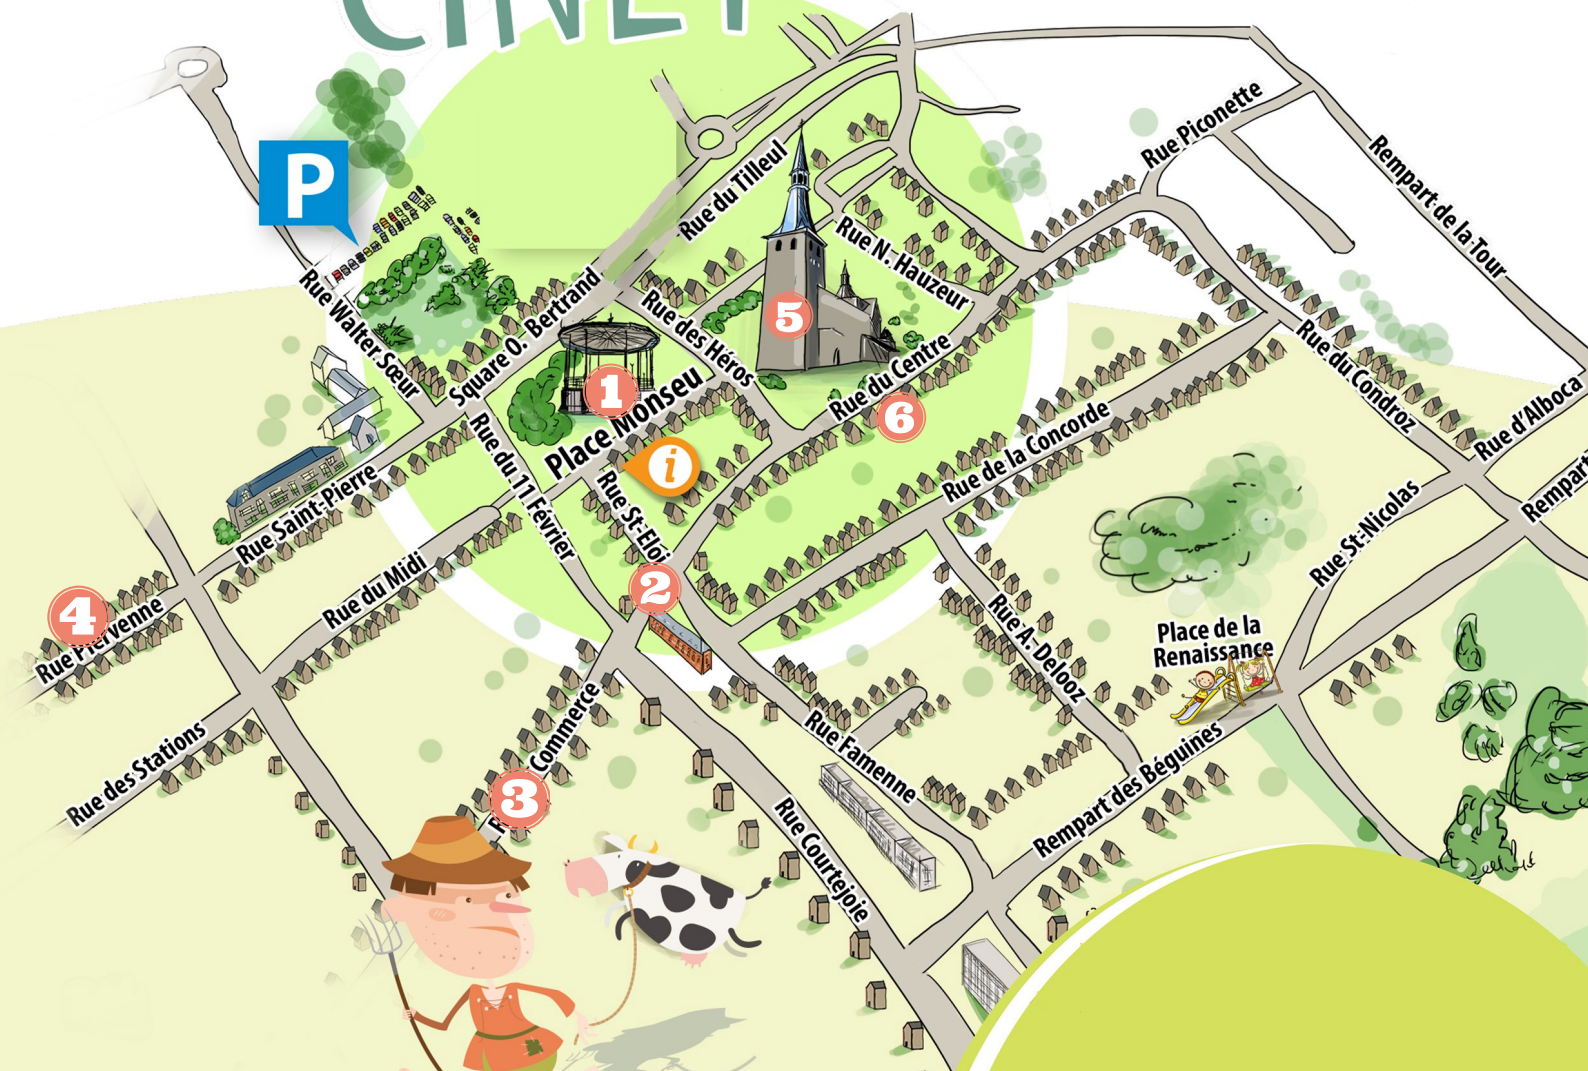 CINEY
P
Rue Piconette
Rempart de la Tour
Rue du Tilleul
Rue N. Hauzeur
Rue Walter Sœur
Square O. Bertrand
Rue des Héros
5
Rue du Centre
6
1
Place Monseu
i
Rue du Condroz
Rue d'Alboca
Rempart
Rue de la Concorde
Rue du 11 Février
Rue St-Eloi
Rue Saint-Pierre
Rue St-Nicolas
Rue du Midi
2
4
Rue Piervenne
Rue A. Delooz
Place de la
Renaissance
Rue des Stations
Commerce
3
Rue Famenne
Rempart des Béguines
Rue Courtejoie